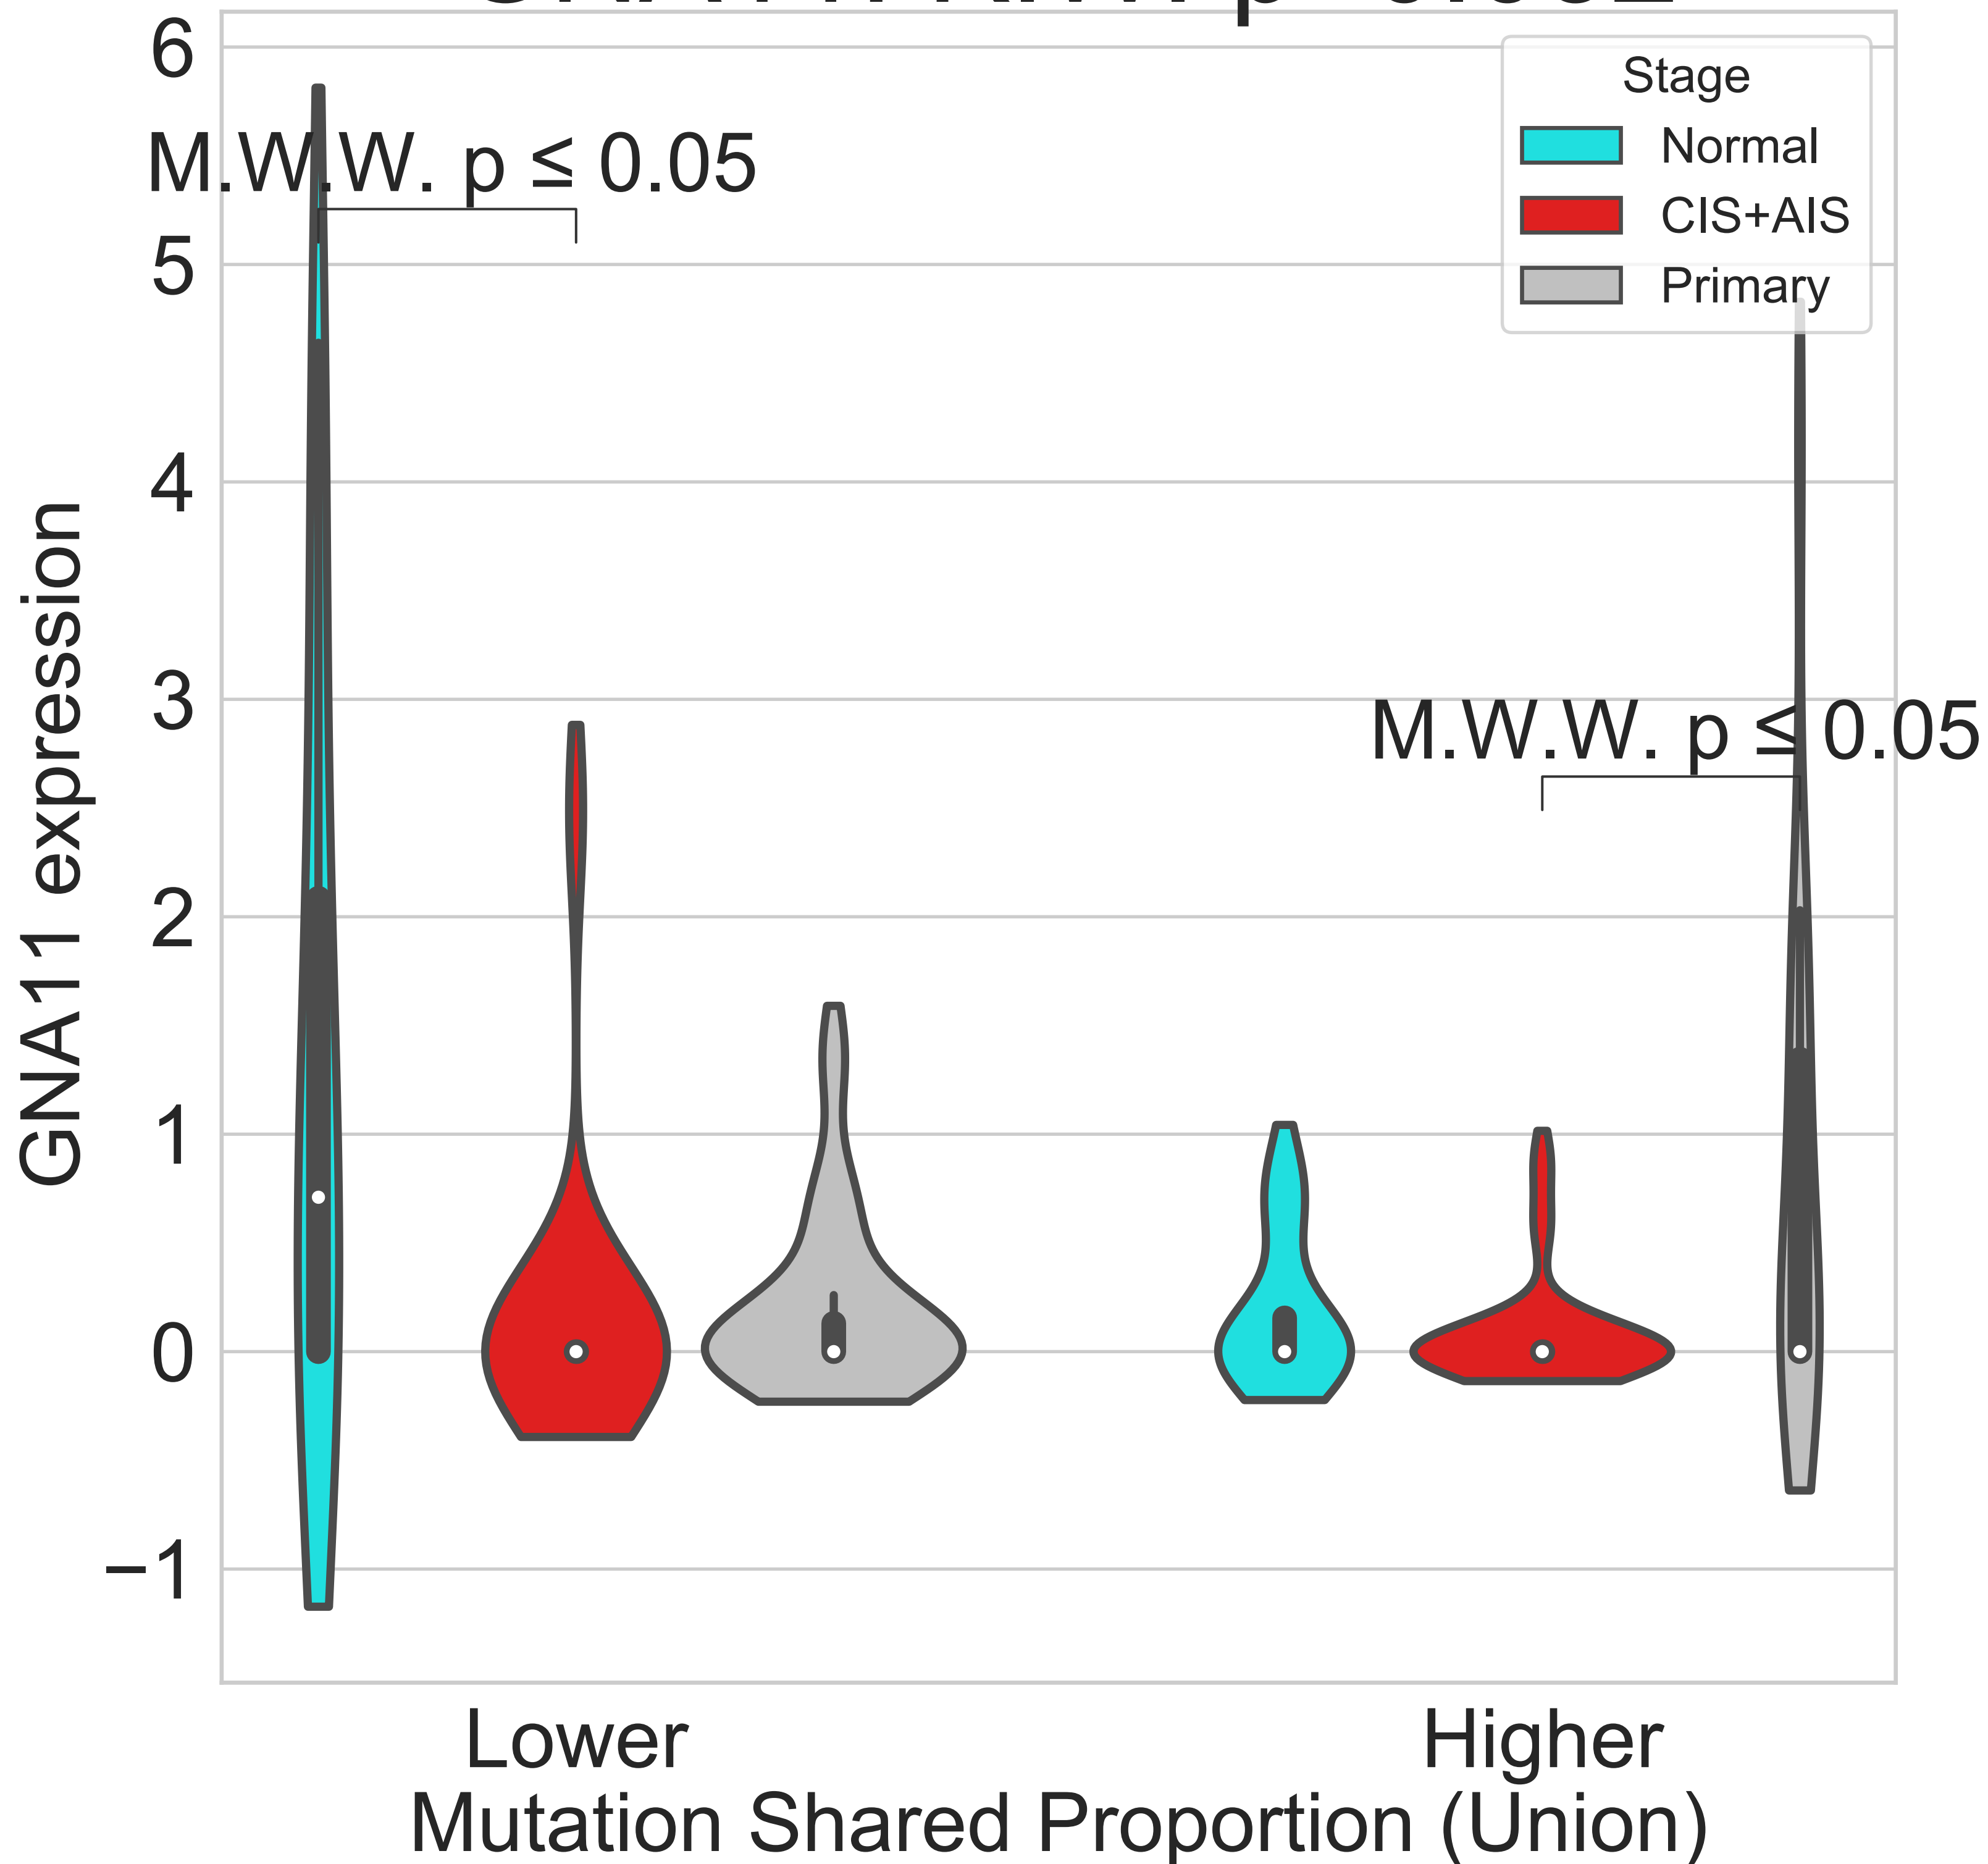 6
5
4
3
2
1
0
−1
GNA11 expression
M.W.W. p ≤ 0.05
M.W.W. p ≤ 0.05
Stage
Normal
CIS+AIS
Primary
Lower
Higher
Mutation Shared Proportion (Union)